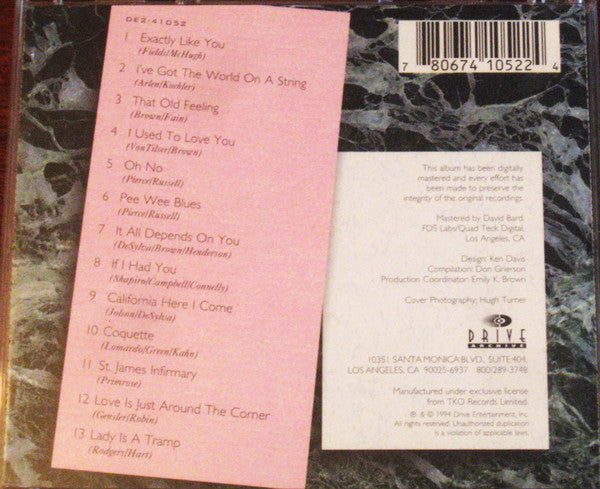 DE2-41052
1 Exactly Like You
(Fields/McHugh)
2 I've Got The World On A String
(Arlen/Koehler)
3 That Old Feeling
(Brown/Fain)
4 I Used To Love You
(VonTilzer/Brown)
5 Oh No
(Pierce/Russell)
6 Pee Wee Blues
(Pierce/Russell)
7 It All Depends On You
(DeSylva/Brown/Henderson)
8 If I Had You
(Shapiro/Campbell/Connelly)
9 California Here I Come
(Jolson/DeSylva)
10 Coquette
(Lomardo/Green/Kahn)
11 St. James Infirmary
(Primrose)
12 Love Is Just Around The Corner
(Gensler/Robin)
13 Lady Is A Tramp
(Rodgers/Hart)
7 80674 10522 4
This album has been digitally
mastered and every effort has
been made to preserve the
integrity of the original recordings.
Mastered by David Bard,
FDS Labs/Quad Teck Digital,
Los Angeles, CA
Design: Ken Davis
Compilation: Don Grierson
Production Coordinator: Emily K. Brown
Cover Photography: Hugh Turner
DRIVE
ARCHIVE
10351 SANTA MONICA BLVD., SUITE 404,
LOS ANGELES, CA 90025-6937 800/289-3748
Manufactured under exclusive license
from TKO Records Limited.
℗ & © 1994 Drive Entertainment, Inc.
All rights reserved. Unauthorized duplication
is a violation of applicable laws.